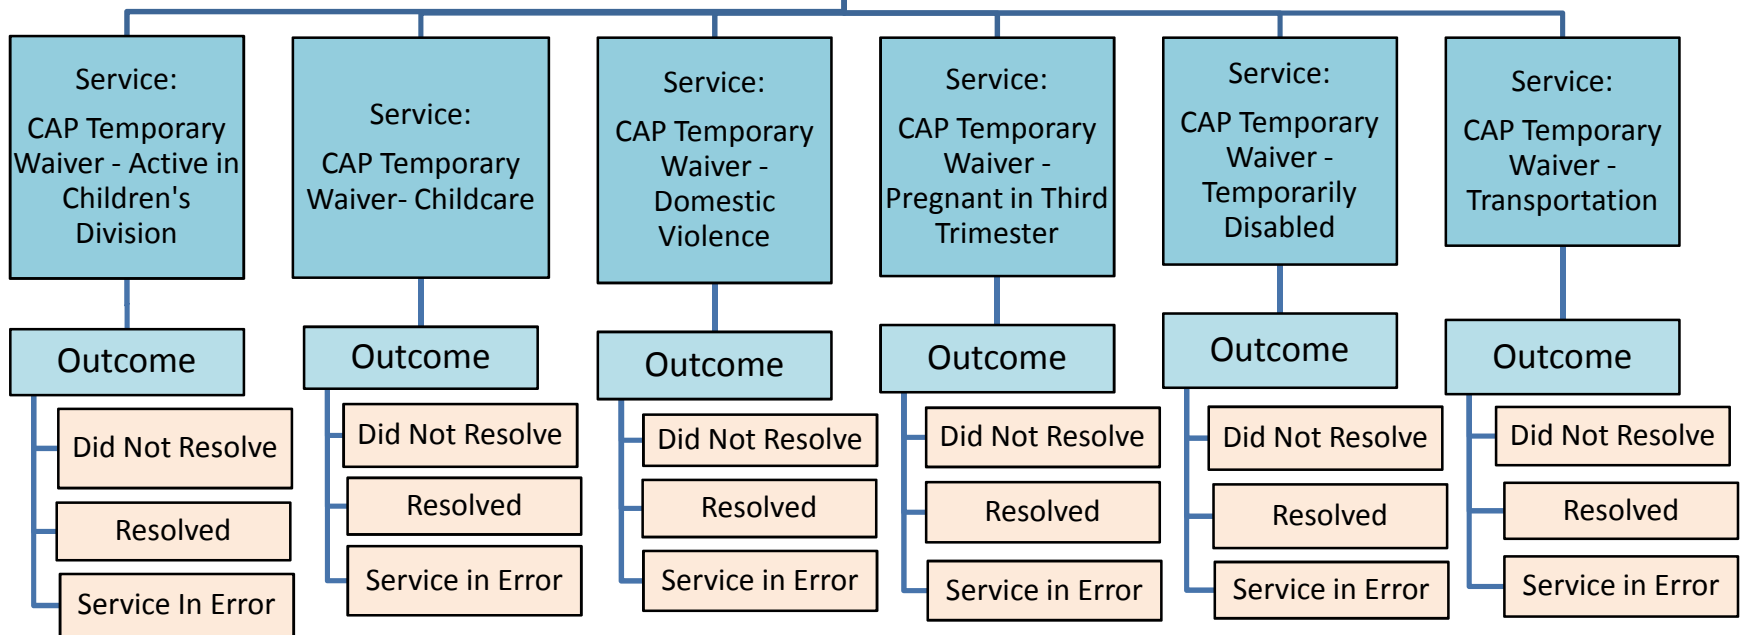 Service:
CAP Temporary
Waiver - Active in
Children's
Division
Outcome
Did Not Resolve
Resolved
Service In Error
Service:
CAP Temporary
Waiver- Childcare
Outcome
Did Not Resolve
Resolved
Service in Error
Service:
CAP Temporary
Waiver -
Domestic
Violence
Outcome
Did Not Resolve
Resolved
Service in Error
Service:
CAP Temporary
Waiver -
Pregnant in Third
Trimester
Outcome
Did Not Resolve
Resolved
Service in Error
Service:
CAP Temporary
Waiver -
Temporarily
Disabled
Outcome
Did Not Resolve
Resolved
Service in Error
Service:
CAP Temporary
Waiver -
Transportation
Outcome
Did Not Resolve
Resolved
Service in Error